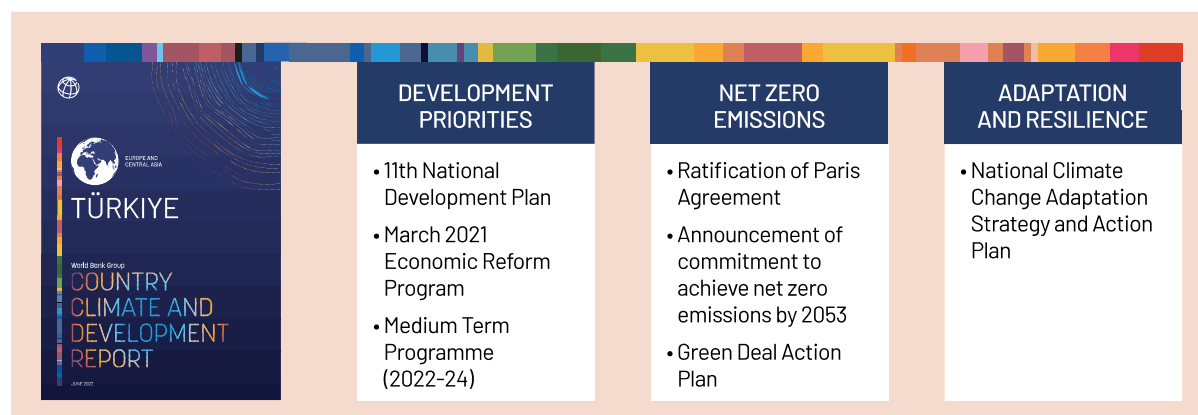 EUROPE AND
CENTRAL ASIA
TÜRKIYE
World Bank Group
COUNTRY
CLIMATE AND
DEVELOPMENT
REPORT
JUNE 2022
DEVELOPMENT
PRIORITIES
• 11th National
Development Plan
• March 2021
Economic Reform
Program
• Medium Term
Programme
(2022-24)
NET ZERO
EMISSIONS
• Ratification of Paris
Agreement
• Announcement of
commitment to
achieve net zero
emissions by 2053
• Green Deal Action
Plan
ADAPTATION
AND RESILIENCE
• National Climate
Change Adaptation
Strategy and Action
Plan